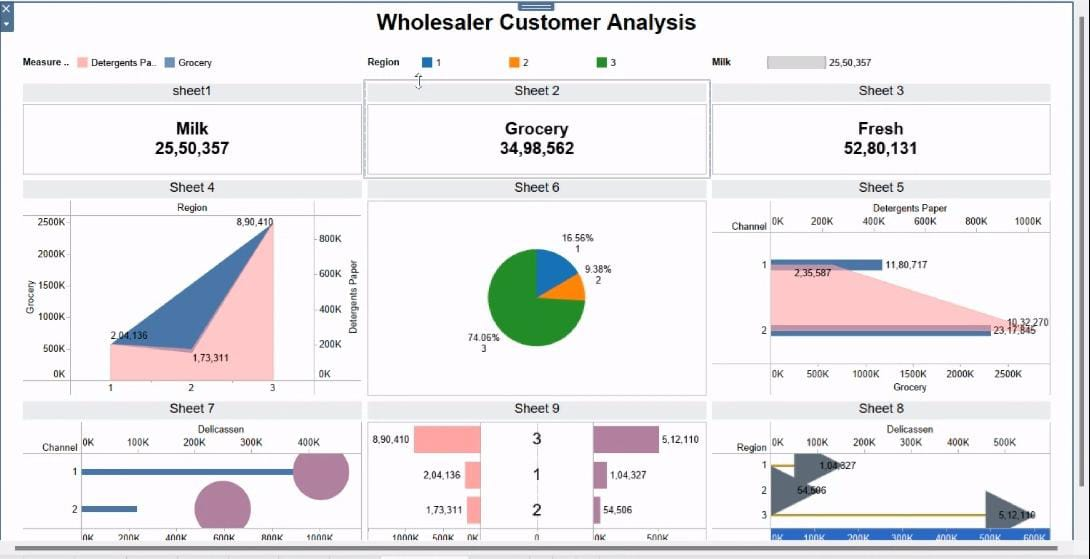 Wholesaler Customer Analysis
Measure .. Detergents Pa.. Grocery
Region 1 2 3
Milk 25,50,357
sheet1
Milk
25,50,357
Sheet 2
Grocery
34,98,562
Sheet 3
Fresh
52,80,131
Sheet 4
Region
2500K
2000K
1500K
1000K
500K
0K
Grocery
8,90,410
2,04,136
1,73,311
800K
600K
400K
200K
0K
Detergents Paper
1 2 3
Sheet 6
16.56%
1
9.38%
2
74.06%
3
Sheet 5
Detergents Paper
Channel 0K 200K 400K 600K 800K 1000K
1 11,80,717
2,35,587
10,32,270
2 23,17,845
0K 500K 1000K 1500K 2000K 2500K
Grocery
Sheet 7
Delicassen
Channel 0K 100K 200K 300K 400K
1
2
0K 200K 400K 600K 800K 1000K
Sheet 9
8,90,410 3 5,12,110
2,04,136 1 1,04,327
1,73,311 2 54,506
1000K 500K 0K 0 0K 500K
Sheet 8
Delicassen
Region 0K 100K 200K 300K 400K 500K
1 1,04,327
2 54,506
3 5,12,110
0K 100K 200K 300K 400K 500K 600K